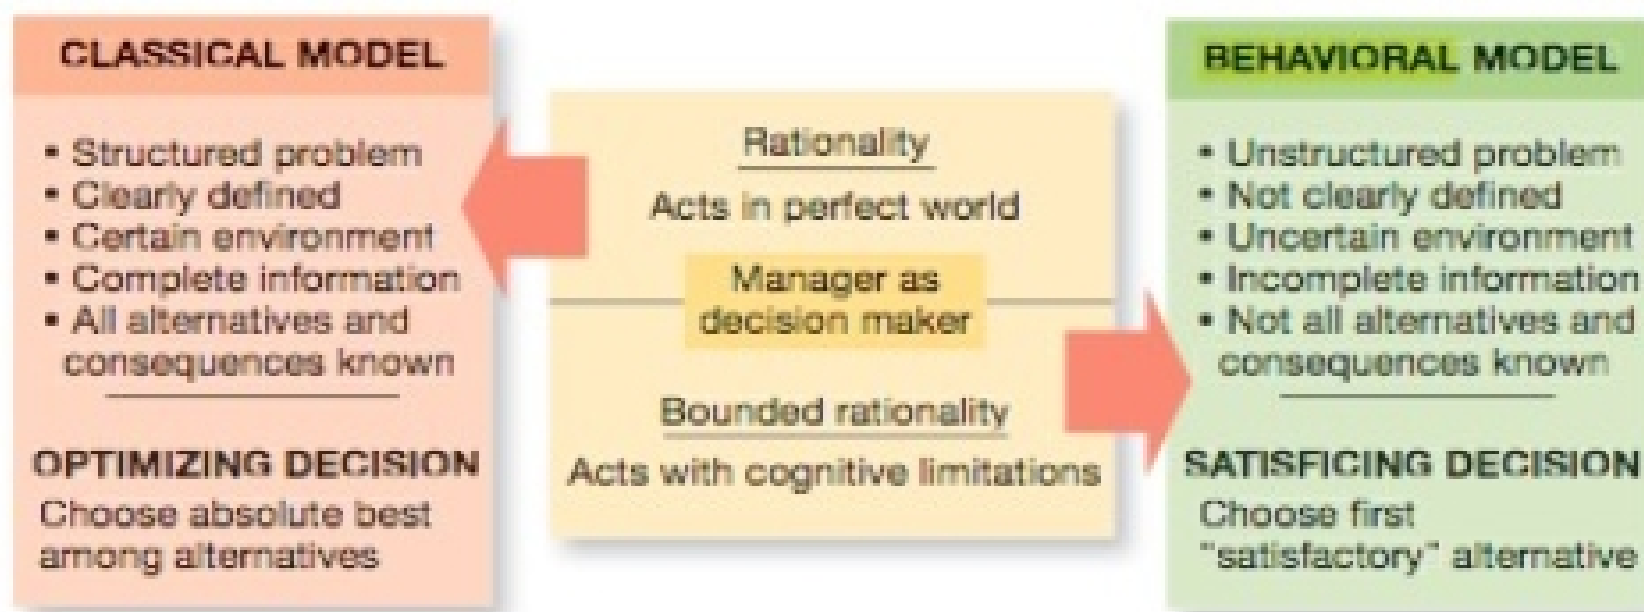 CLASSICAL MODEL
▪ Structured problem
▪ Clearly defined
▪ Certain environment
▪ Complete information
▪ All alternatives and
consequences known
OPTIMIZING DECISION
Choose absolute best
among alternatives
Rationality
Acts in perfect world
Manager as
decision maker
Bounded rationality
Acts with cognitive limitations
BEHAVIORAL MODEL
• Unstructured problem
• Not clearly defined
• Uncertain environment
• Incomplete information
• Not all alternatives and
consequences known
SATISFICING DECISION
Choose first
"satisfactory" alternative